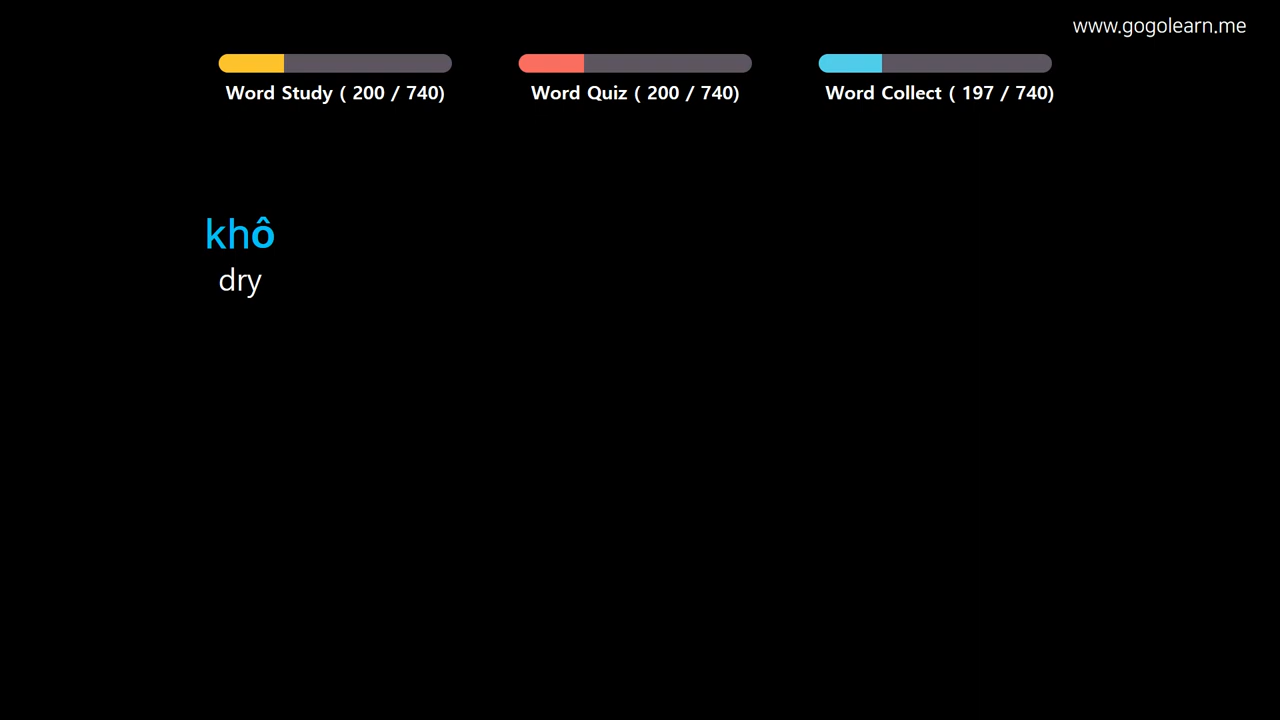 www.gogolearn.me
Word Study ( 200 / 740)
Word Quiz ( 200 / 740)
Word Collect ( 197 / 740)
khô
dry